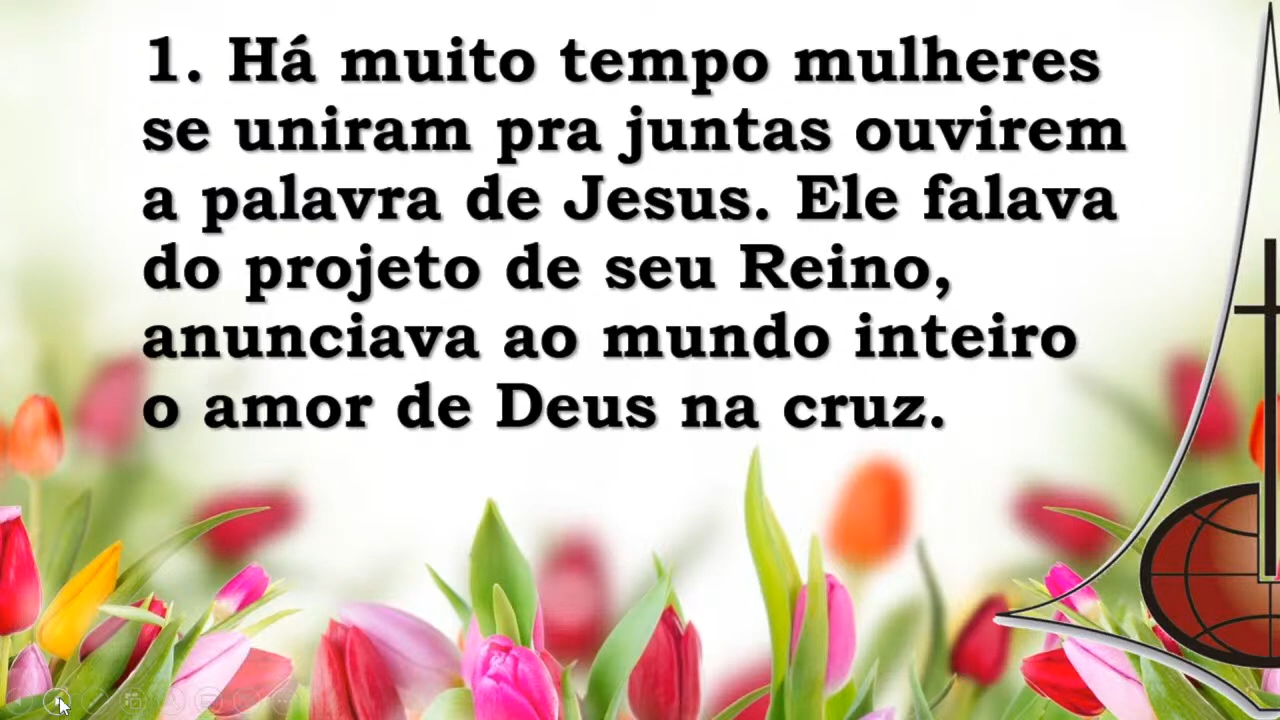 1. Há muito tempo mulheres
se uniram pra juntas ouvirem
a palavra de Jesus. Ele falava
do projeto de seu Reino,
anunciava ao mundo inteiro
o amor de Deus na cruz.